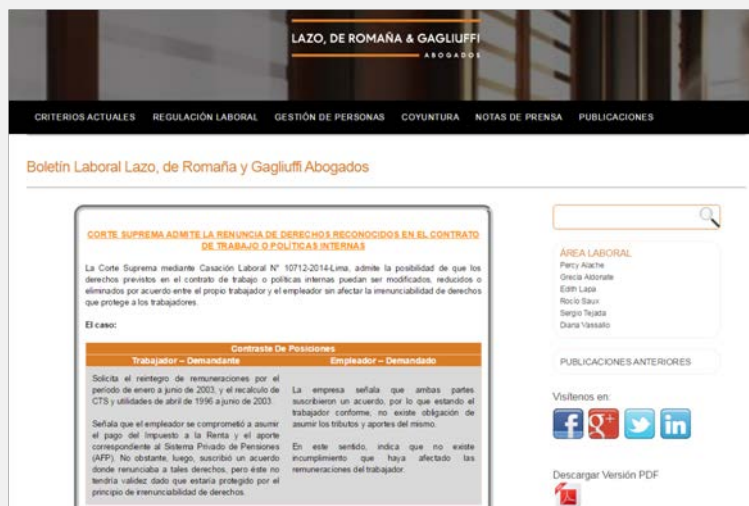 LAZO, DE ROMAÑA & GAGLIUFFI
ABOGADOS
CRITERIOS ACTUALES REGULACIÓN LABORAL GESTIÓN DE PERSONAS COYUNTURA NOTAS DE PRENSA PUBLICACIONES
Boletín Laboral Lazo, de Romaña y Gagliuffi Abogados
CORTE SUPREMA ADMITE LA RENUNCIA DE DERECHOS RECONOCIDOS EN EL CONTRATO
DE TRABAJO O POLÍTICAS INTERNAS
La Corte Suprema mediante Casación Laboral N° 10712-2014-Lima, admite la posibilidad de que los
derechos previstos en el contrato de trabajo o políticas internas puedan ser modificados, reducidos o
eliminados por acuerdo entre el propio trabajador y el empleador sin afectar la irrenunciabilidad de derechos
que protege a los trabajadores.
El caso:
Contraste De Posiciones
Trabajador – Demandante
Solicita el reintegro de remuneraciones por el
período de enero a junio de 2003, y el recalculo de
CTS y utilidades de abril de 1996 a junio de 2003.
Señala que el empleador se comprometió a asumir
el pago del Impuesto a la Renta y el aporte
correspondiente al Sistema Privado de Pensiones
(AFP). No obstante, luego, suscribió un acuerdo
donde renunciaba a tales derechos, pero éste no
tendría validez dado que estaría protegido por el
principio de irrenunciabilidad de derechos.
Empleador – Demandado
La empresa señala que ambas partes
suscribieron un acuerdo, por lo que estando el
trabajador conforme, no existe obligación de
asumir los tributos y aportes del mismo.
En este sentido, indica que no existe
incumplimiento que haya afectado las
remuneraciones del trabajador.
ÁREA LABORAL
Percy Alache
Grecia Aldonate
Edith Lapa
Rocío Saux
Sergio Tejada
Diana Vassallo
PUBLICACIONES ANTERIORES
Visítenos en:
Descargar Versión PDF